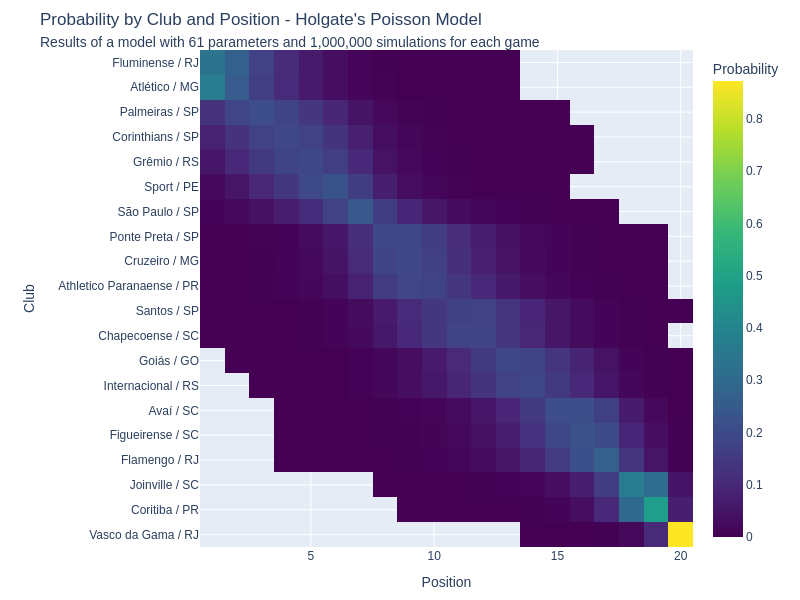 Probability by Club and Position - Holgate's Poisson Model
Results of a model with 61 parameters and 1,000,000 simulations for each game
Probability
Fluminense / RJ
Atlético / MG
Palmeiras / SP
Corinthians / SP
Grêmio / RS
Sport / PE
São Paulo / SP
Ponte Preta / SP
Cruzeiro / MG
Athletico Paranaense / PR
Santos / SP
Chapecoense / SC
Goiás / GO
Internacional / RS
Avaí / SC
Figueirense / SC
Flamengo / RJ
Joinville / SC
Coritiba / PR
Vasco da Gama / RJ
Club
5
10
15
20
Position
0.8
0.7
0.6
0.5
0.4
0.3
0.2
0.1
0